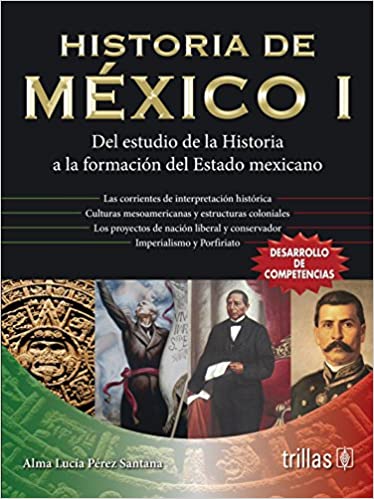 HISTORIA DE
MÉXICO I
Del estudio de la Historia
a la formación del Estado mexicano
Las corrientes de interpretación histórica
Culturas mesoamericanas y estructuras coloniales
Los proyectos de nación liberal y conservador
Imperialismo y Porfiriato
DESARROLLO
DE
COMPETENCIAS
Alma Lucía Pérez Santana
trillas